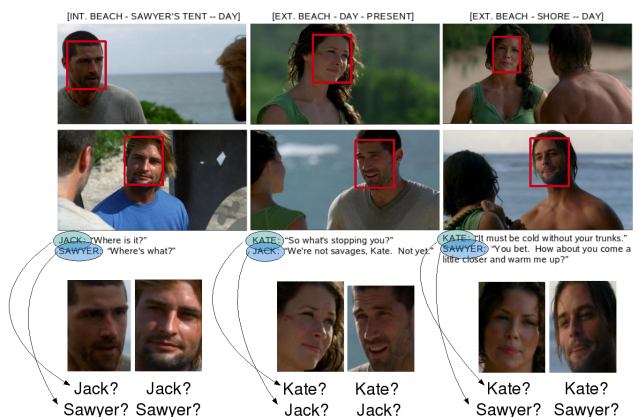 [INT. BEACH - SAWYER'S TENT -- DAY]
[EXT. BEACH - DAY - PRESENT]
[EXT. BEACH - SHORE -- DAY]
JACK: "Where is it?"
SAWYER: "Where's what?"
KATE: "So what's stopping you?"
JACK: "We're not savages, Kate. Not yet."
KATE: "It must be cold without your trunks."
SAWYER: "You bet. How about you come a
little closer and warm me up?"
Jack? Jack?
Sawyer? Sawyer?
Kate? Kate?
Jack? Jack?
Kate? Kate?
Sawyer? Sawyer?